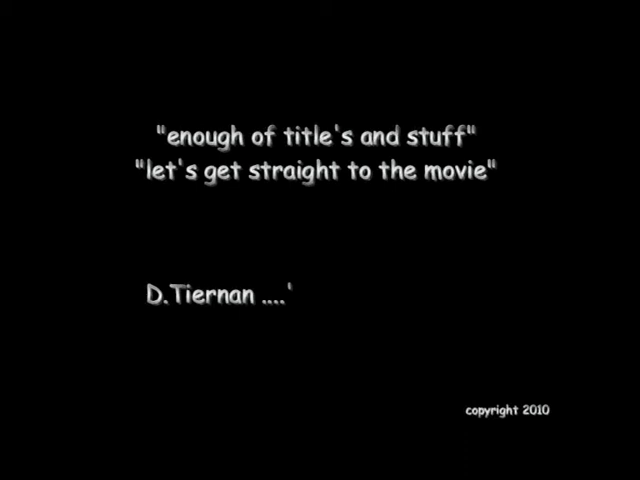 "enough of title's and stuff"
"let's get straight to the movie"
D.Tiernan ....'
copyright 2010